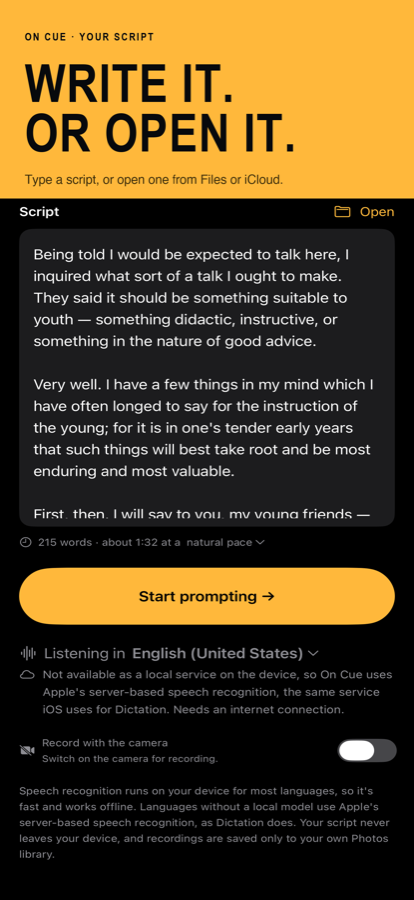 ON CUE · YOUR SCRIPT
WRITE IT.
OR OPEN IT.
Type a script, or open one from Files or iCloud.
Script
Open
Being told I would be expected to talk here, I
inquired what sort of a talk I ought to make.
They said it should be something suitable to
youth — something didactic, instructive, or
something in the nature of good advice.
Very well. I have a few things in my mind which I
have often longed to say for the instruction of
the young; for it is in one's tender early years
that such things will best take root and be most
enduring and most valuable.
First, then, I will say to you, my young friends —
215 words · about 1:32 at a natural pace
Start prompting →
Listening in English (United States)
Not available as a local service on the device, so On Cue uses
Apple's server-based speech recognition, the same service
iOS uses for Dictation. Needs an internet connection.
Record with the camera
Switch on the camera for recording.
Speech recognition runs on your device for most languages, so it's
fast and works offline. Languages without a local model use Apple's
server-based speech recognition, as Dictation does. Your script never
leaves your device, and recordings are saved only to your own Photos
library.